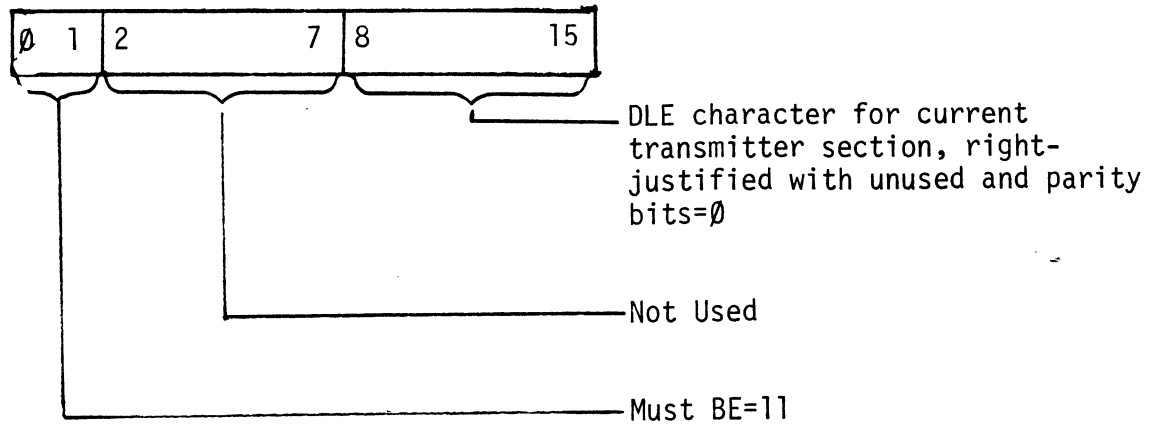 Ø 1 2 7 8 15
DLE character for current
transmitter section, right-
justified with unused and parity
bits=Ø
Not Used
Must BE=11